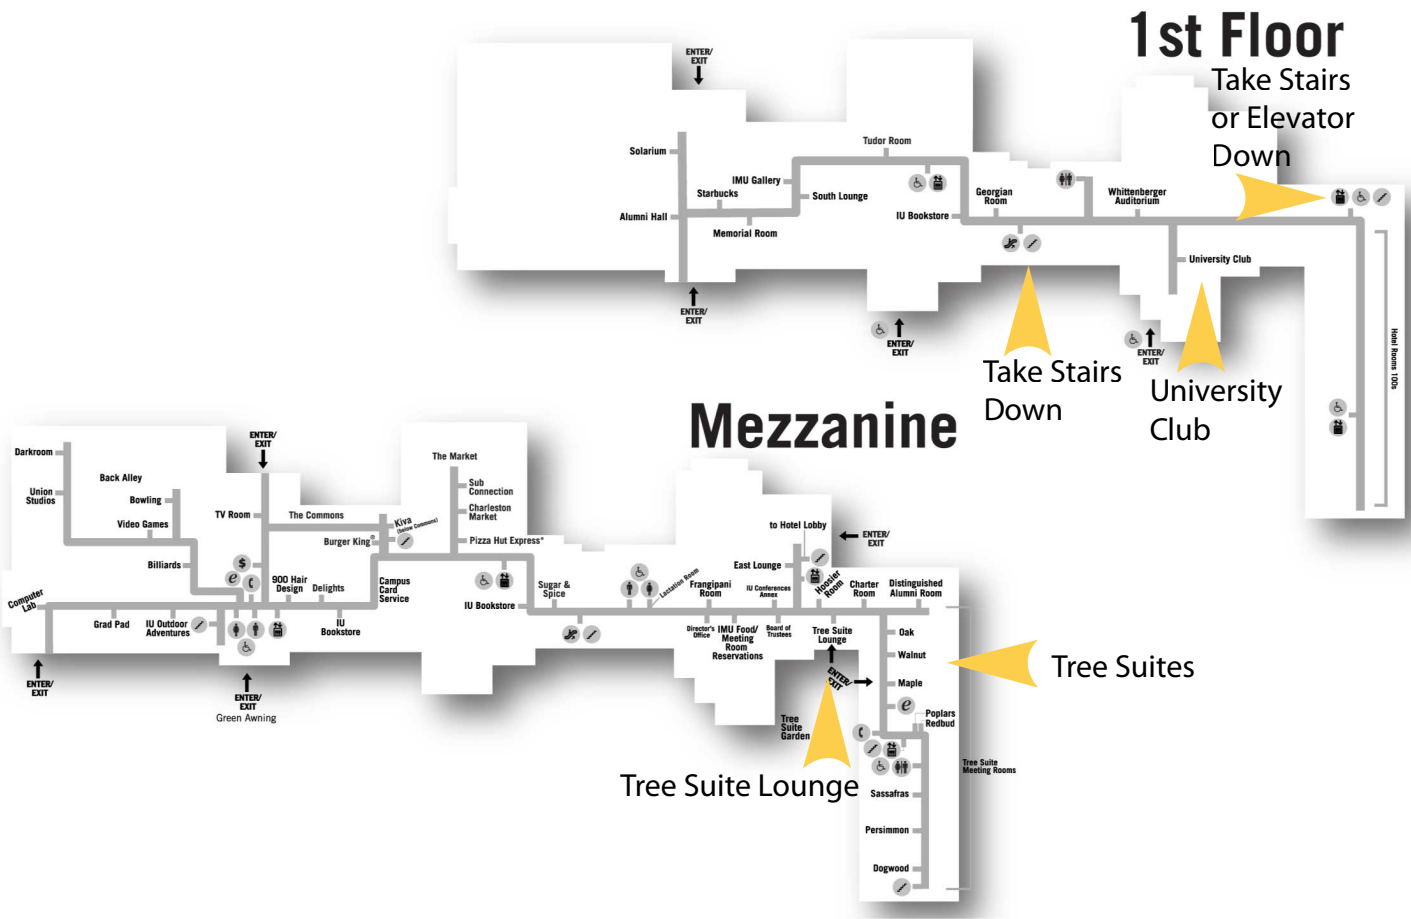 1st Floor
Take Stairs
or Elevator
Down
ENTER/
EXIT
Solarium
Alumni Hall
Starbucks
Memorial Room
IMU Gallery
South Lounge
Tudor Room
IU Bookstore
Georgian
Room
Whittenberger
Auditorium
University Club
Hotel Rooms 100s
ENTER/
EXIT
ENTER/
EXIT
ENTER/
EXIT
Take Stairs
Down
University
Club
Mezzanine
Darkroom
Union
Studios
Back Alley
Bowling
Video Games
Billiards
ENTER/
EXIT
TV Room
The Commons
Burger King®
Kiva
(below Commons)
The Market
Sub
Connection
Charleston
Market
Pizza Hut Express*
$
e
Computer
Lab
Grad Pad
IU Outdoor
Adventures
900 Hair
Design
Delights
IU
Bookstore
Campus
Card
Service
IU Bookstore
Sugar &
Spice
Lactation Room
Frangipani
Room
Director's
Office
IMU Food/
Meeting
Room
Reservations
East Lounge
to Hotel Lobby
ENTER/
EXIT
IU Conferences
Annex
Board of
Trustees
Hoosier
Room
Tree Suite
Lounge
Charter
Room
Distinguished
Alumni Room
Oak
Walnut
Maple
e
Poplars
Redbud
ENTER/
EXIT
Tree
Suite
Garden
Tree Suite
Meeting Rooms
Sassafras
Persimmon
Dogwood
ENTER/
EXIT
ENTER/
EXIT
Green Awning
Tree Suites
Tree Suite Lounge